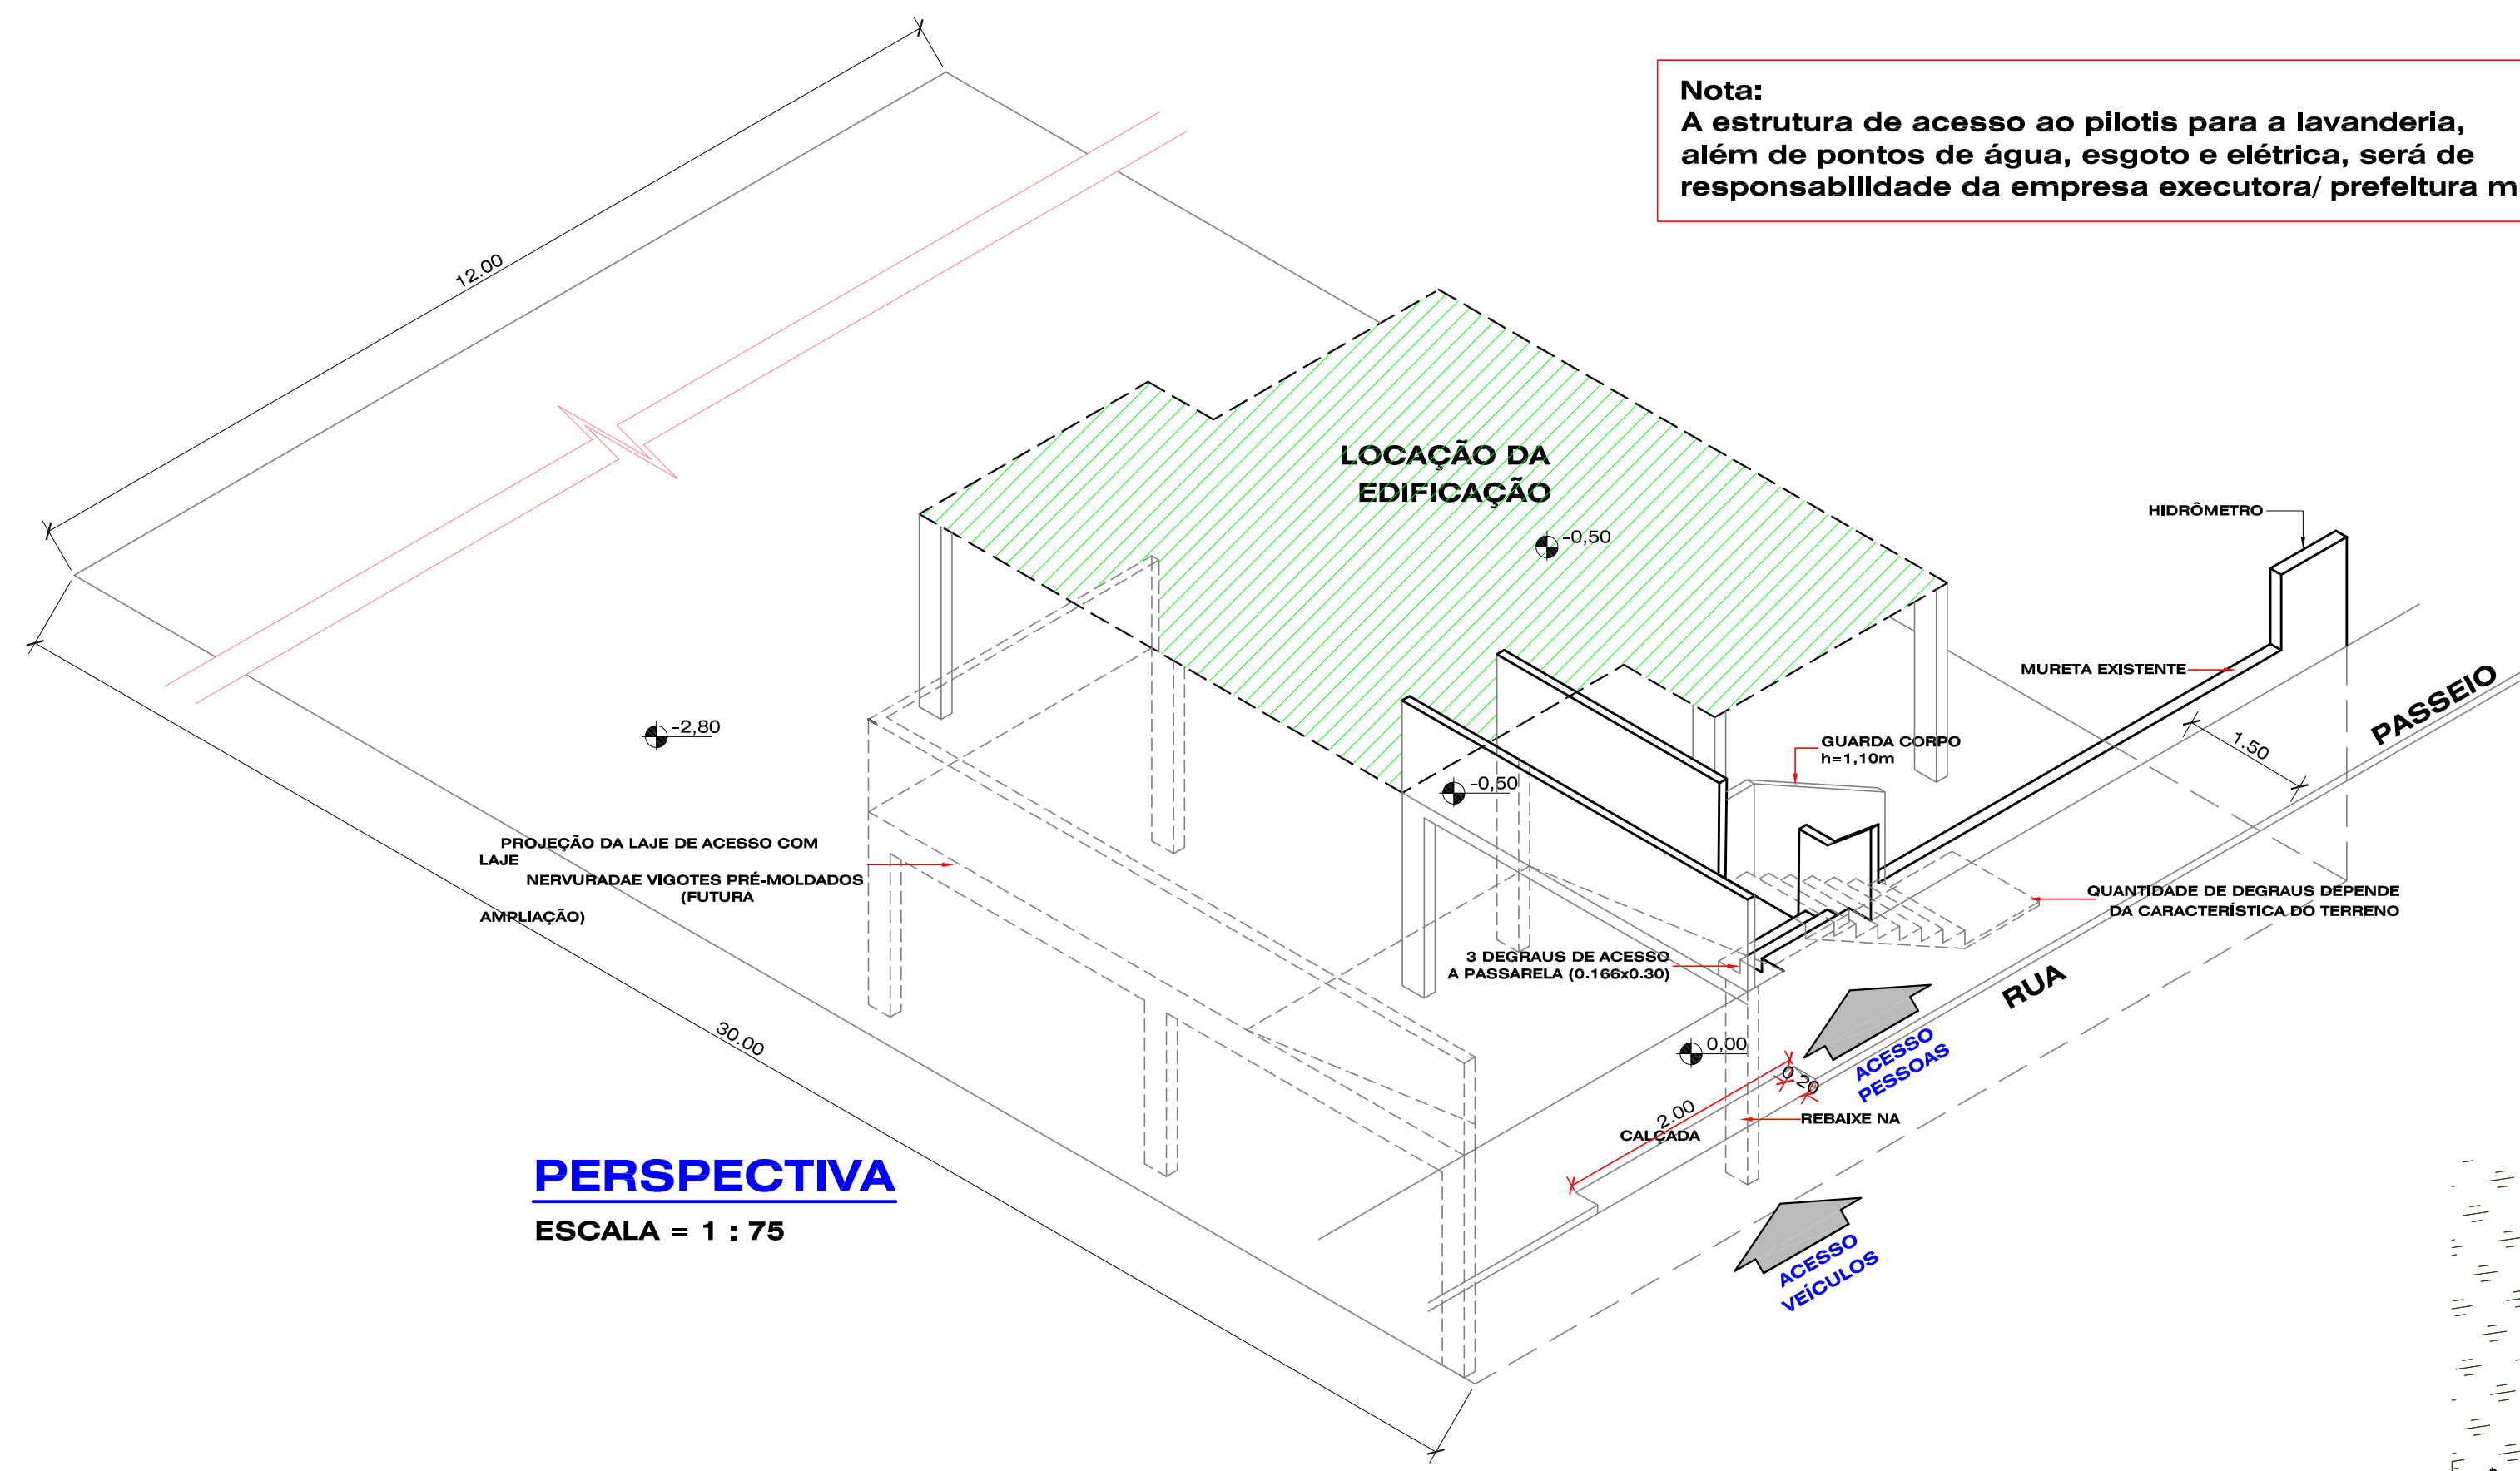 Nota:
A estrutura de acesso ao pilotis para a lavanderia,
além de pontos de água, esgoto e elétrica, será de
responsabilidade da empresa executora/ prefeitura
12.00
LOCAÇÃO DA
EDIFICAÇÃO
-0,50
HIDRÔMETRO
MURETA EXISTENTE
PASSEIO
1.50
-2,80
GUARDA CORPO
h=1,10m
-0,50
PROJEÇÃO DA LAJE DE ACESSO COM
LAJE
NERVURADAE VIGOTES PRÉ-MOLDADOS
(FUTURA
AMPLIAÇÃO)
QUANTIDADE DE DEGRAUS DEPENDE
DA CARACTERÍSTICA DO TERRENO
3 DEGRAUS DE ACESSO
A PASSARELA (0.166x0.30)
RUA
30.00
0,00
ACESSO
PESSOAS
0.20
2.00
REBAIXE NA
CALÇADA
PERSPECTIVA
ESCALA = 1 : 75
ACESSO
VEÍCULOS